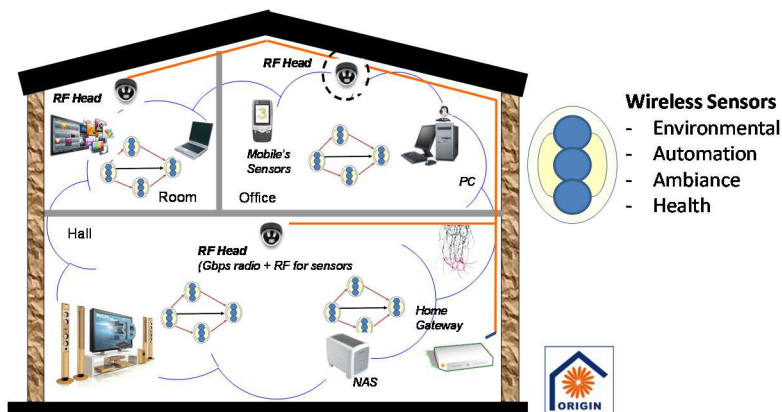 RF Head
RF Head
Wireless Sensors
- Environmental
- Automation
- Ambiance
- Health
3
Mobile's
Sensors
PC
Room
Office
Hall
RF Head
(Gbps radio + RF for sensors
Home
Gateway
NAS
ORIGIN